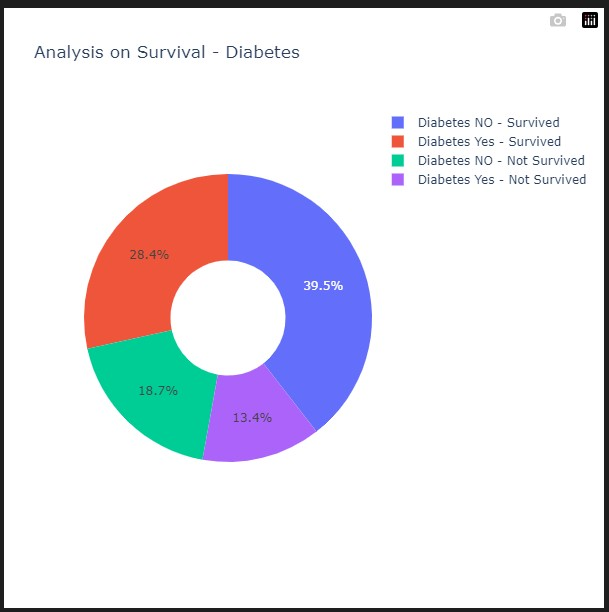 Analysis on Survival - Diabetes
Diabetes NO - Survived
Diabetes Yes - Survived
Diabetes NO - Not Survived
Diabetes Yes - Not Survived
28.4%
39.5%
18.7%
13.4%